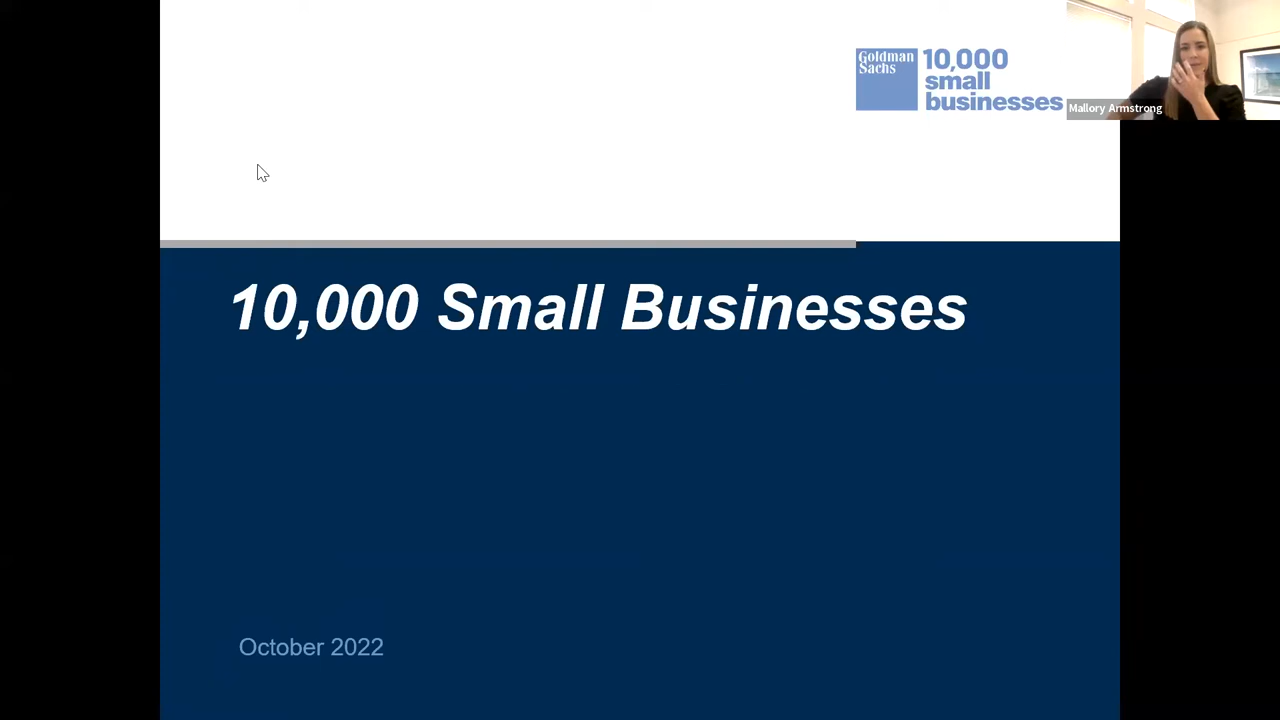 Goldman
Sachs
10,000
small
businesses
Mallory Armstrong
10,000 Small Businesses
October 2022